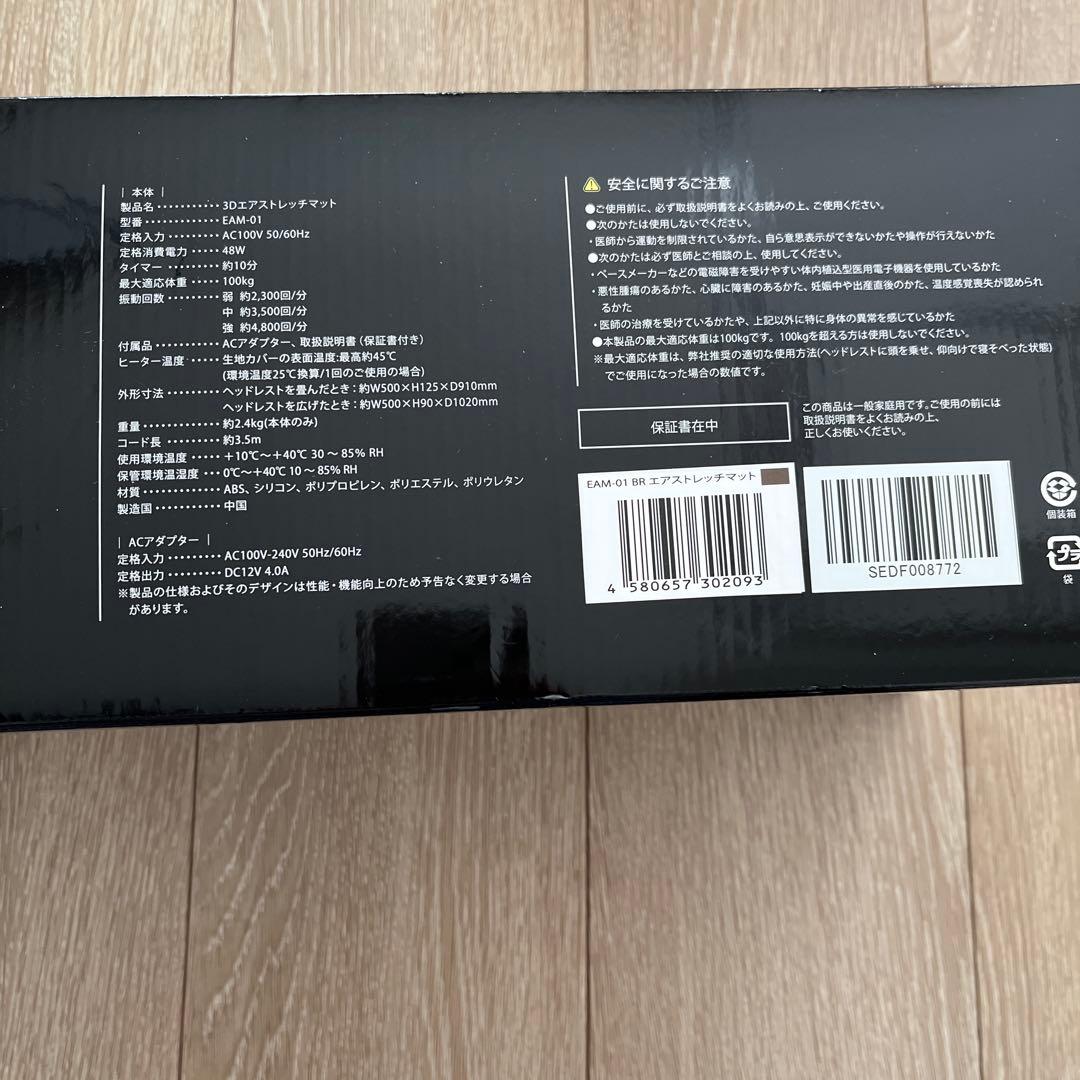 | 本体 |
製品名 ・・・・・・・・・・・ 3Dエアストレッチマット
型番 ・・・・・・・・・・・・・ EAM-01
定格入力 ・・・・・・・・・ AC100V 50/60Hz
定格消費電力 ・・・・・ 48W
タイマー ・・・・・・・・・ 約10分
最大適応体重 ・・・・・ 100kg
振動回数 ・・・・・・・・・ 弱 約2,300回/分
中 約3,500回/分
強 約4,800回/分
付属品 ・・・・・・・・・・・ ACアダプター、取扱説明書（保証書付き）
ヒーター温度 ・・・・・ 生地カバーの表面温度:最高約45℃
(環境温度25℃換算/1回のご使用の場合)
外形寸法 ・・・・・・・・・ ヘッドレストを畳んだとき：約W500×H125×D910mm
ヘッドレストを広げたとき：約W500×H90×D1020mm
重量 ・・・・・・・・・・・・・ 約2.4kg(本体のみ)
コード長 ・・・・・・・・・ 約3.5m
使用環境温度 ・・・・・ +10℃～+40℃ 30～85% RH
保管環境温湿度 ・・・ 0℃～+40℃ 10～85% RH
材質 ・・・・・・・・・・・・・ ABS、シリコン、ポリプロピレン、ポリエステル、ポリウレタン
製造国 ・・・・・・・・・・・ 中国
| ACアダプター |
定格入力 ・・・・・・・・・ AC100V-240V 50Hz/60Hz
定格出力 ・・・・・・・・・ DC12V 4.0A
※製品の仕様およびそのデザインは性能・機能向上のため予告なく変更する場合
があります。
安全に関するご注意
●ご使用前に、必ず取扱説明書をよくお読みの上、ご使用ください。
●次のかたは使用しないでください。
・医師から運動を制限されているかた、自ら意思表示ができないかたや操作が行えないかた
●次のかたは必ず医師とご相談の上、使用してください。
・ペースメーカーなどの電磁障害を受けやすい体内植込型医用電子機器を使用しているかた
・悪性腫瘍のあるかた、心臓に障害のあるかた、妊娠中や出産直後のかた、温度感覚喪失が認められ
るかた
・医師の治療を受けているかたや、上記以外に特に身体の異常を感じているかた
●本製品の最大適応体重は100kgです。100kgを超える方は使用しないでください。
※最大適応体重は、弊社推奨の適切な使用方法(ヘッドレストに頭を乗せ、仰向けで寝そべった状態)
でご使用になった場合の数値です。
保証書在中
この商品は一般家庭用です。ご使用の前には
取扱説明書をよくお読みの上、
正しくお使いください。
EAM-01 BR エアストレッチマット
4 580657 302093
SEDF008772
個装箱
プラ
袋